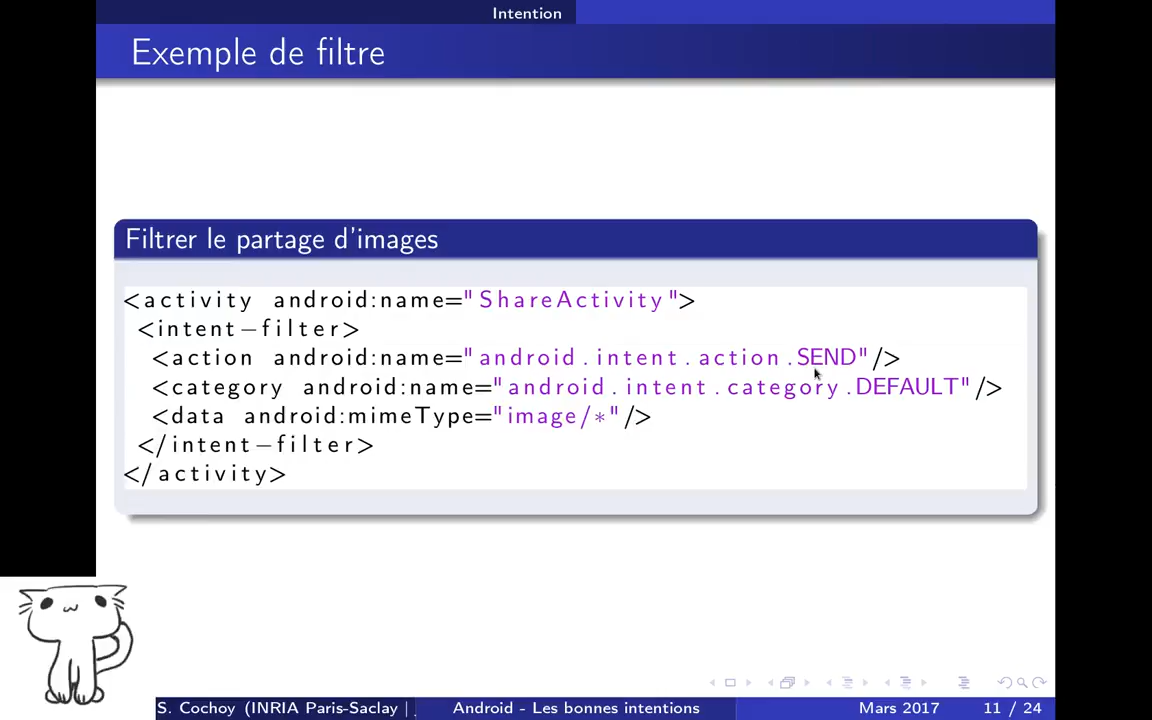 Intention
Exemple de filtre
Filtrer le partage d'images
<activity android:name="ShareActivity">
<intent-filter>
<action android:name="android.intent.action.SEND"/>
<category android:name="android.intent.category.DEFAULT"/>
<data android:mimeType="image/*"/>
</intent-filter>
</activity>
S. Cochoy (INRIA Paris-Saclay |
Android - Les bonnes intentions
Mars 2017
11 / 24